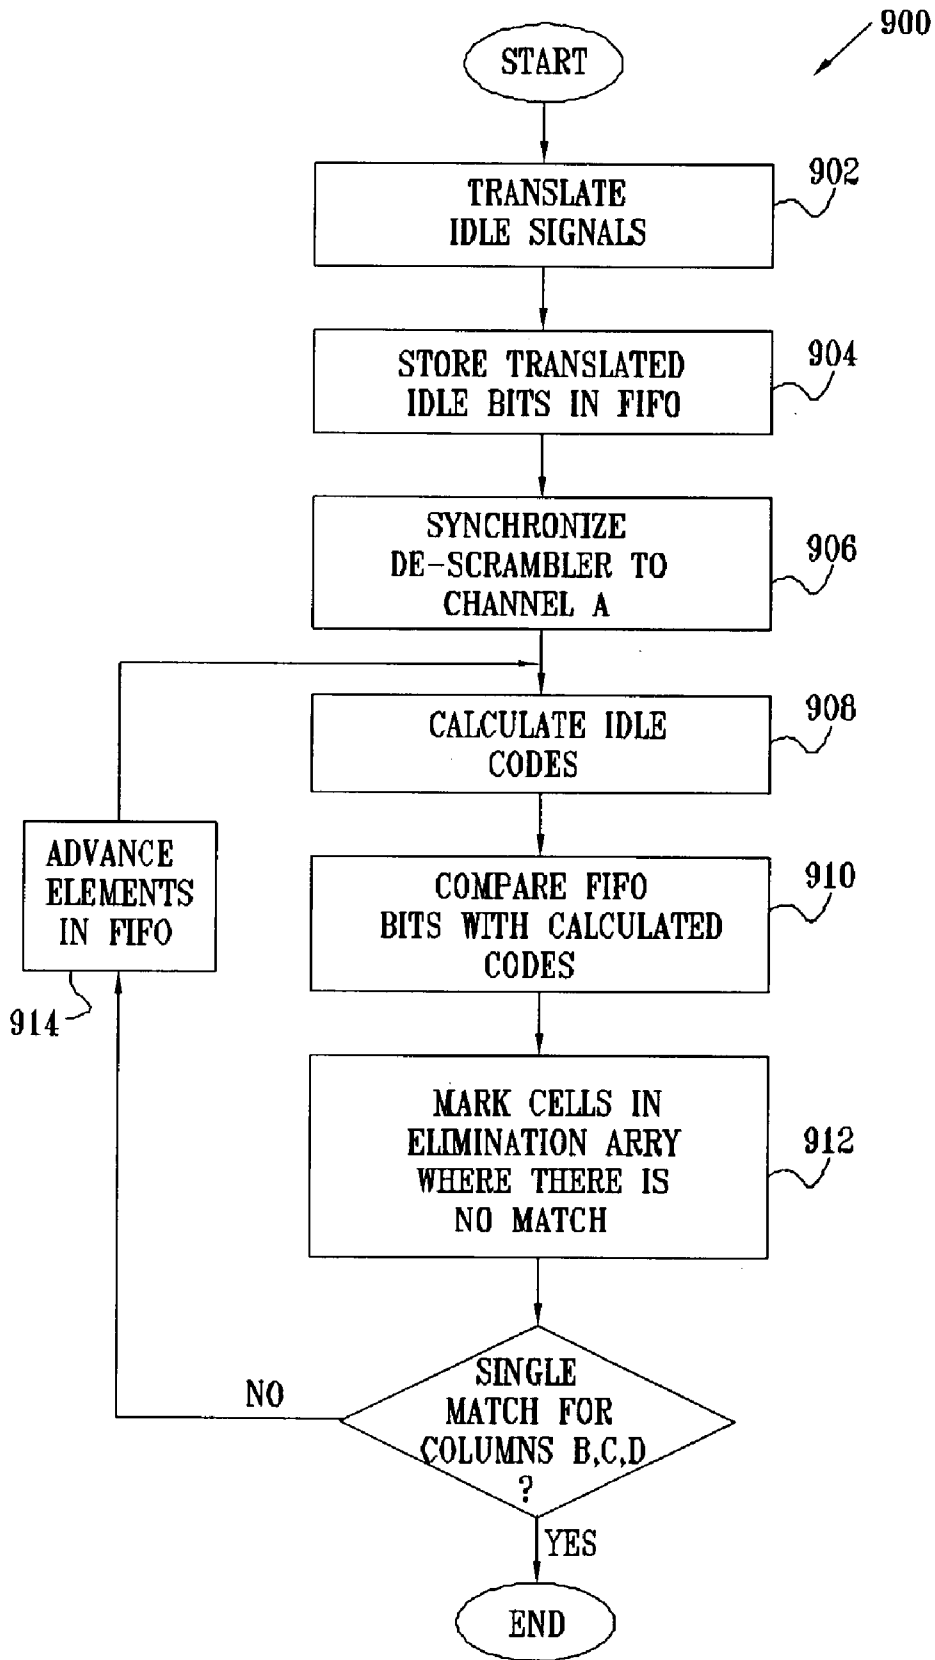 900
START
902
TRANSLATE
IDLE SIGNALS
904
STORE TRANSLATED
IDLE BITS IN FIFO
SYNCHRONIZE
DE-SCRAMBLER TO
CHANNEL A
906
908
CALCULATE IDLE
CODES
ADVANCE
ELEMENTS
IN FIFO
914
COMPARE FIFO
BITS WITH CALCULATED
CODES
910
MARK CELLS IN
ELIMINATION ARRY
WHERE THERE IS
NO MATCH
912
SINGLE
MATCH FOR
COLUMNS B,C,D
?
NO
YES
END